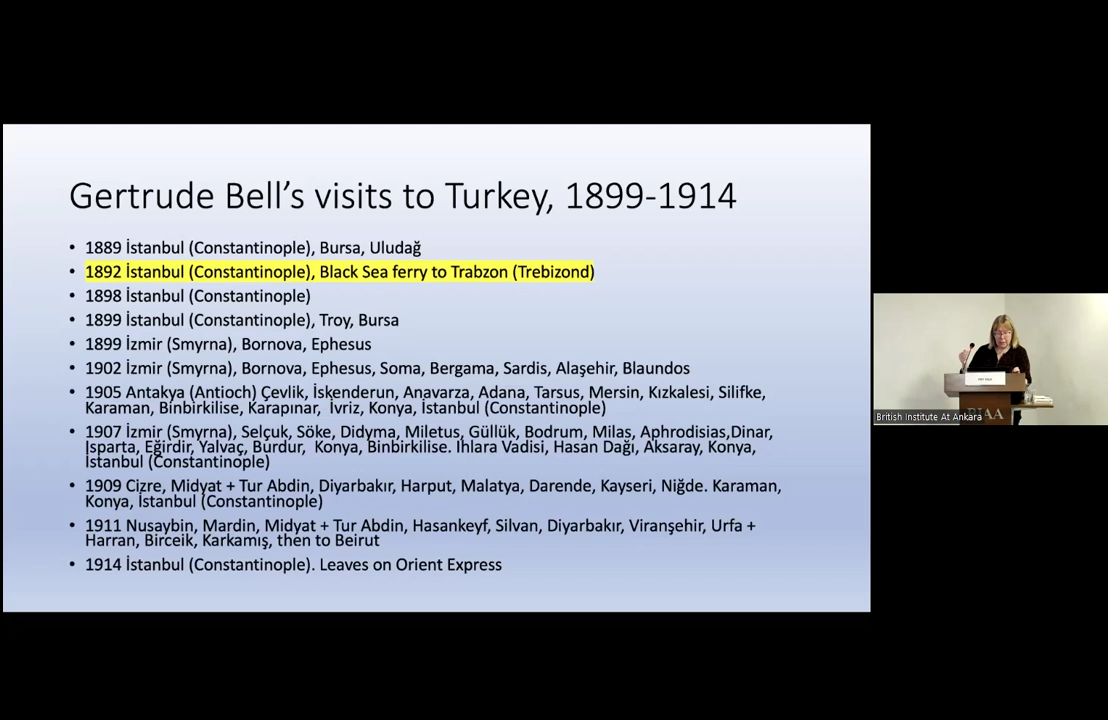 Gertrude Bell's visits to Turkey, 1899-1914
• 1889 İstanbul (Constantinople), Bursa, Uludağ
• 1892 İstanbul (Constantinople), Black Sea ferry to Trabzon (Trebizond)
• 1898 İstanbul (Constantinople)
• 1899 İstanbul (Constantinople), Troy, Bursa
• 1899 İzmir (Smyrna), Bornova, Ephesus
• 1902 İzmir (Smyrna), Bornova, Ephesus, Soma, Bergama, Sardis, Alaşehir, Blaundos
• 1905 Antakya (Antioch) Çevlik, İskenderun, Anavarza, Adana, Tarsus, Mersin, Kızkalesi, Silifke,
Karaman, Binbirkilise, Karapınar, İvriz, Konya, İstanbul (Constantinople)
• 1907 İzmir (Smyrna), Selçuk, Söke, Didyma, Miletus, Güllük, Bodrum, Milas, Aphrodisias,Dinar,
Isparta, Eğirdir, Yalvaç, Burdur, Konya, Binbirkilise. Ihlara Vadisi, Hasan Dağı, Aksaray, Konya,
İstanbul (Constantinople)
• 1909 Cizre, Midyat + Tur Abdin, Diyarbakır, Harput, Malatya, Darende, Kayseri, Niğde. Karaman,
Konya, İstanbul (Constantinople)
• 1911 Nusaybin, Mardin, Midyat + Tur Abdin, Hasankeyf, Silvan, Diyarbakır, Viranşehir, Urfa +
Harran, Birceik, Karkamış, then to Beirut
• 1914 İstanbul (Constantinople). Leaves on Orient Express
BIAA
British Institute At Ankara